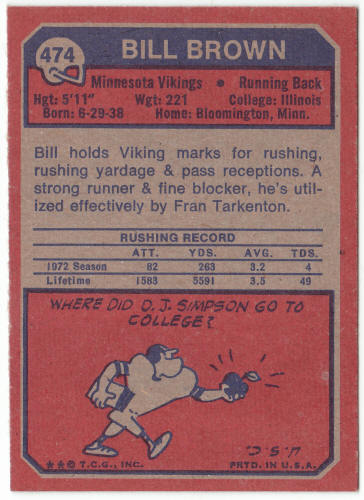 474 BILL BROWN
Minnesota Vikings • Running Back
Hgt: 5'11" Wgt: 221 College: Illinois
Born: 6-29-38 Home: Bloomington, Minn.
Bill holds Viking marks for rushing,
rushing yardage & pass receptions. A
strong runner & fine blocker, he's util-
ized effectively by Fran Tarkenton.
RUSHING RECORD
ATT. YDS. AVG. TDS.
1972 Season 82 263 3.2 4
Lifetime 1583 5591 3.5 49
WHERE DID O.J. SIMPSON GO TO
COLLEGE?
U.S.C.
★★© T.C.G., INC. PRTD. IN U.S.A.